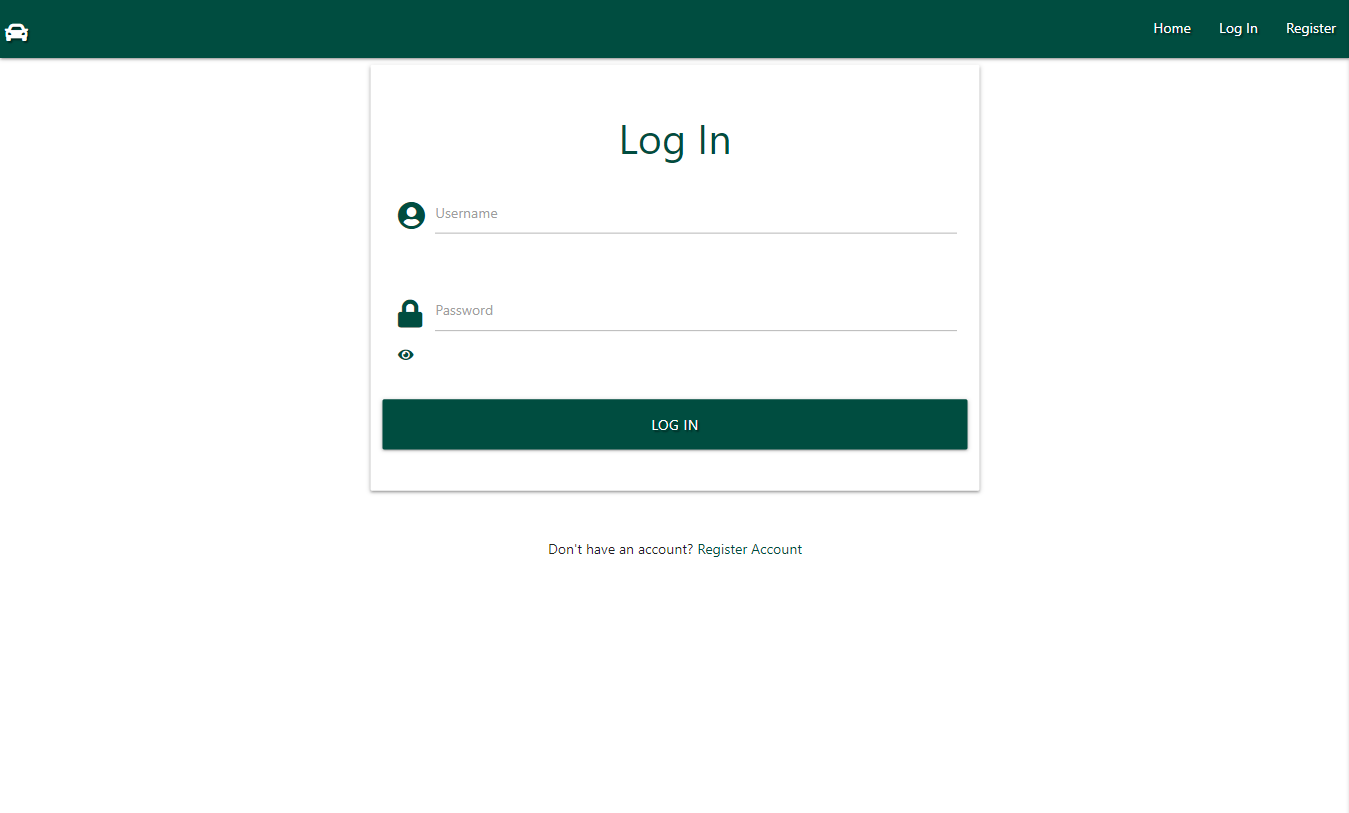 Home Log In Register
Log In
Username
Password
LOG IN
Don't have an account? Register Account